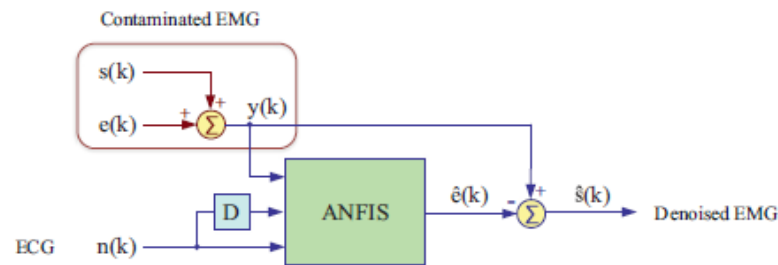 Contaminated EMG
s(k)
+
+
y(k)
e(k)
Σ
ANFIS
ê(k)
-
+
Σ
ŝ(k)
Denoised EMG
D
ECG n(k)